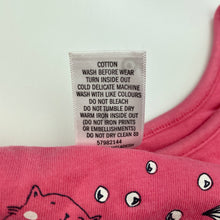 COTTON
WASH BEFORE WEAR
TURN INSIDE OUT
COLD DELICATE MACHINE
WASH WITH LIKE COLOURS
DO NOT BLEACH
DO NOT TUMBLE DRY
WARM IRON INSIDE OUT
(DO NOT IRON PRINTS
or EMBELLISHMENTS)
DO NOT DRY CLEAN
57982144